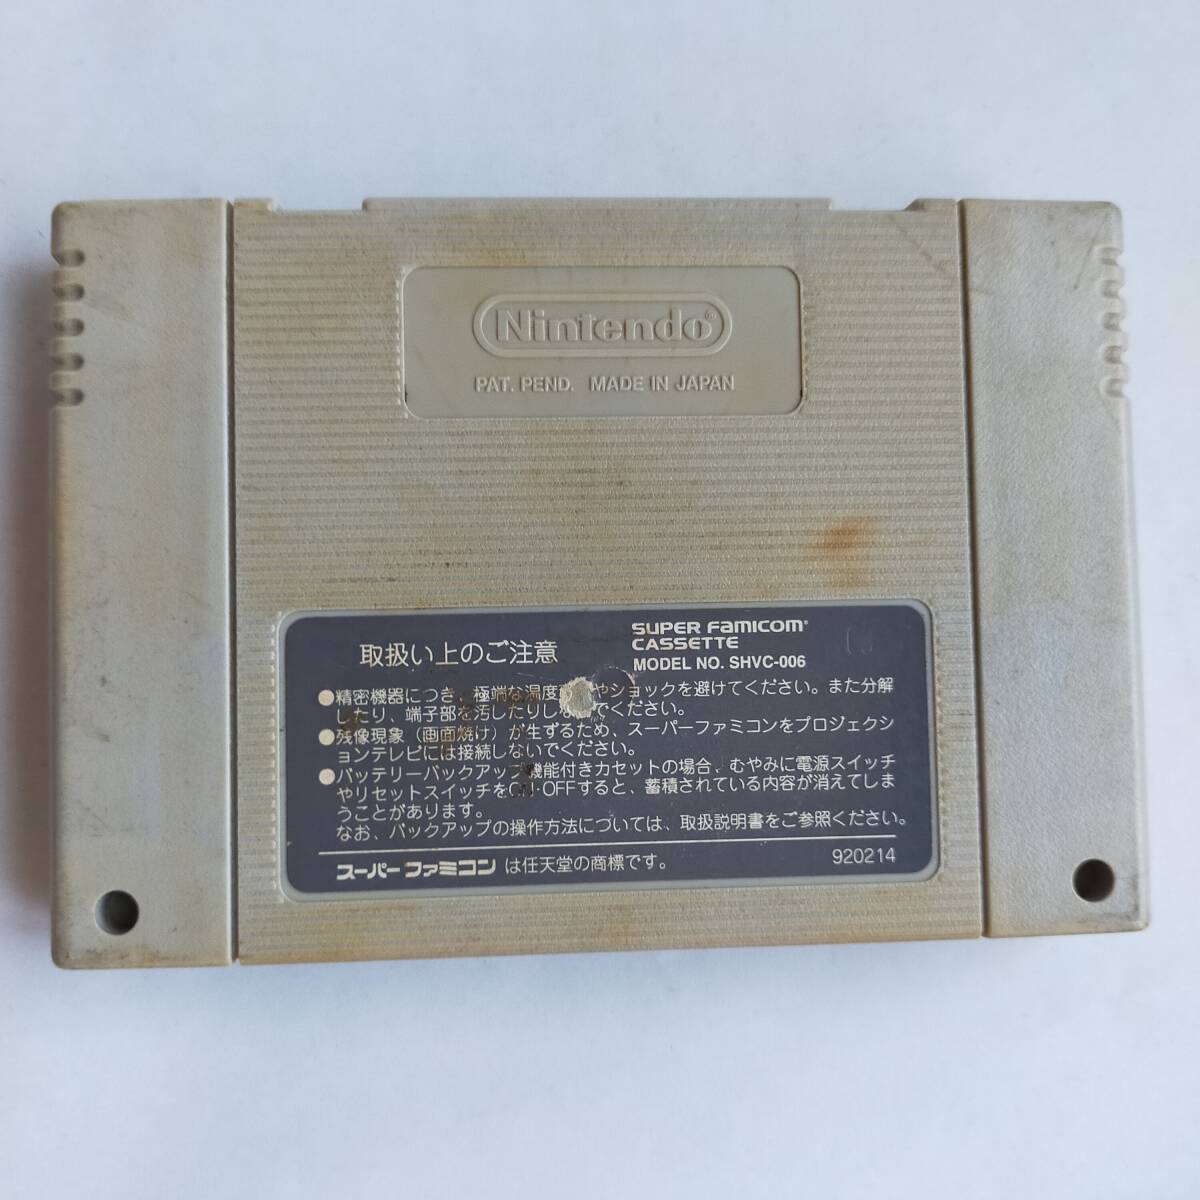 Nintendo®
PAT. PEND. MADE IN JAPAN
取扱い上のご注意
SUPER FAMICOM®
CASSETTE
MODEL NO. SHVC-006
●精密機器につき、極端な温度 やショックを避けてください。また分解
したり、端子部を汚したりしな でください。
●残像現象(画面焼け)が生ずるため、スーパーファミコンをプロジェクシ
ョンテレビには接続しないでください。
●バッテリーバックアップ機能付きカセットの場合、むやみに電源スイッチ
やリセットスイッチをON・OFFすると、蓄積されている内容が消えてしま
うことがあります。
なお、バックアップの操作方法については、取扱説明書をご参照ください。
スーパーファミコン は任天堂の商標です。
920214